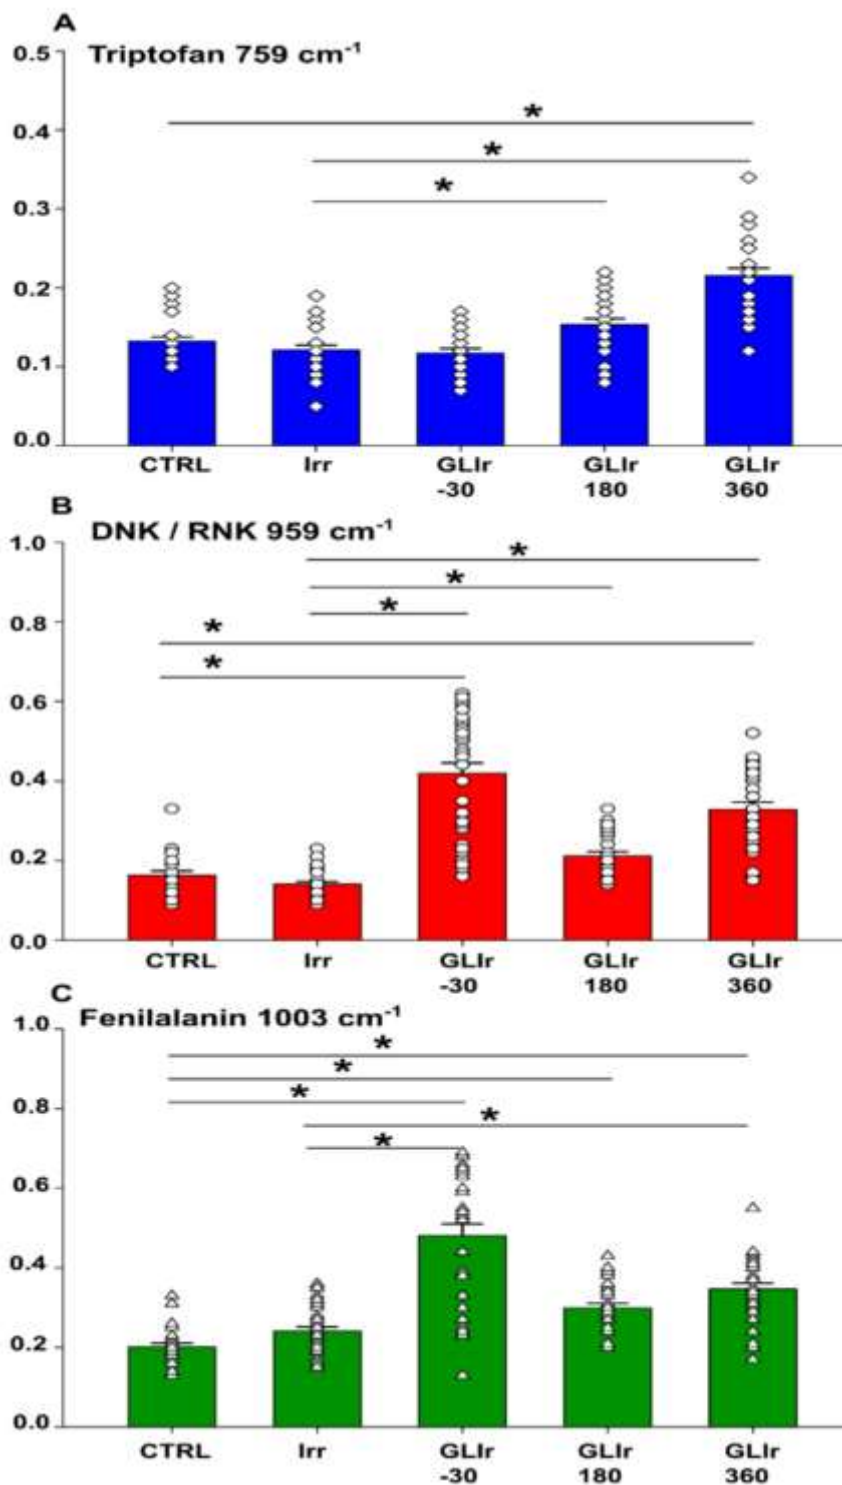 A
Triptofan 759 cm-1
0.5
0.4
0.3
0.2
0.1
0.0
*
*
*
CTRL Irr GLIr GLIr GLIr
-30 180 360
B
DNK / RNK 959 cm-1
1.0
0.8
0.6
0.4
0.2
0.0
*
*
*
*
*
CTRL Irr GLIr GLIr GLIr
-30 180 360
C
Fenilalanin 1003 cm-1
1.0
0.8
0.6
0.4
0.2
0.0
*
*
*
*
*
CTRL Irr GLIr GLIr GLIr
-30 180 360